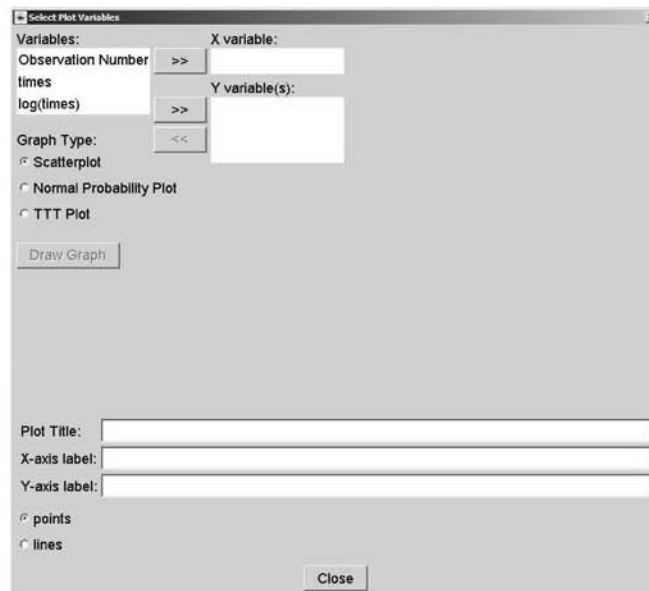 Select Plot Variables
Variables:
X variable:
Observation Number
>>
times
Y variable(s):
log(times)
>>
Graph Type:
<<
Scatterplot
Normal Probability Plot
TTT Plot
Draw Graph
Plot Title:
X-axis label:
Y-axis label:
points
lines
Close